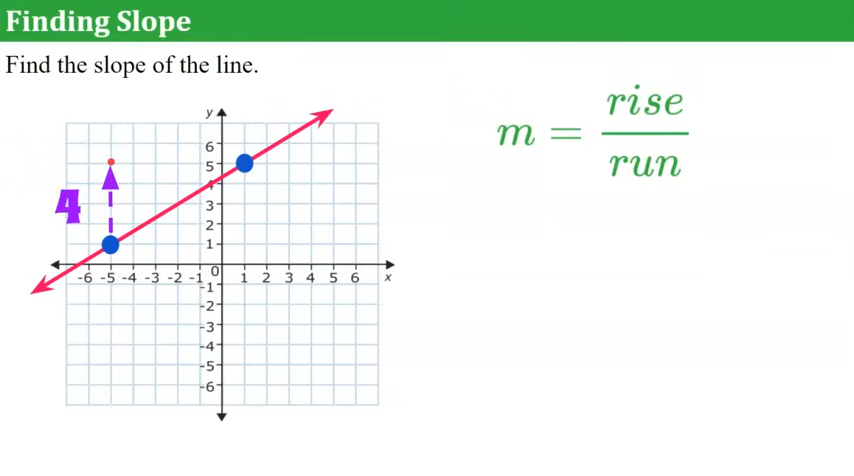 Finding Slope
Find the slope of the line.
m = rise
run
y
6
5
4
3
2
1
0
-6 -5 -4 -3 -2 -1 1 2 3 4 5 6 x
-1
-2
-3
-4
-5
-6
4